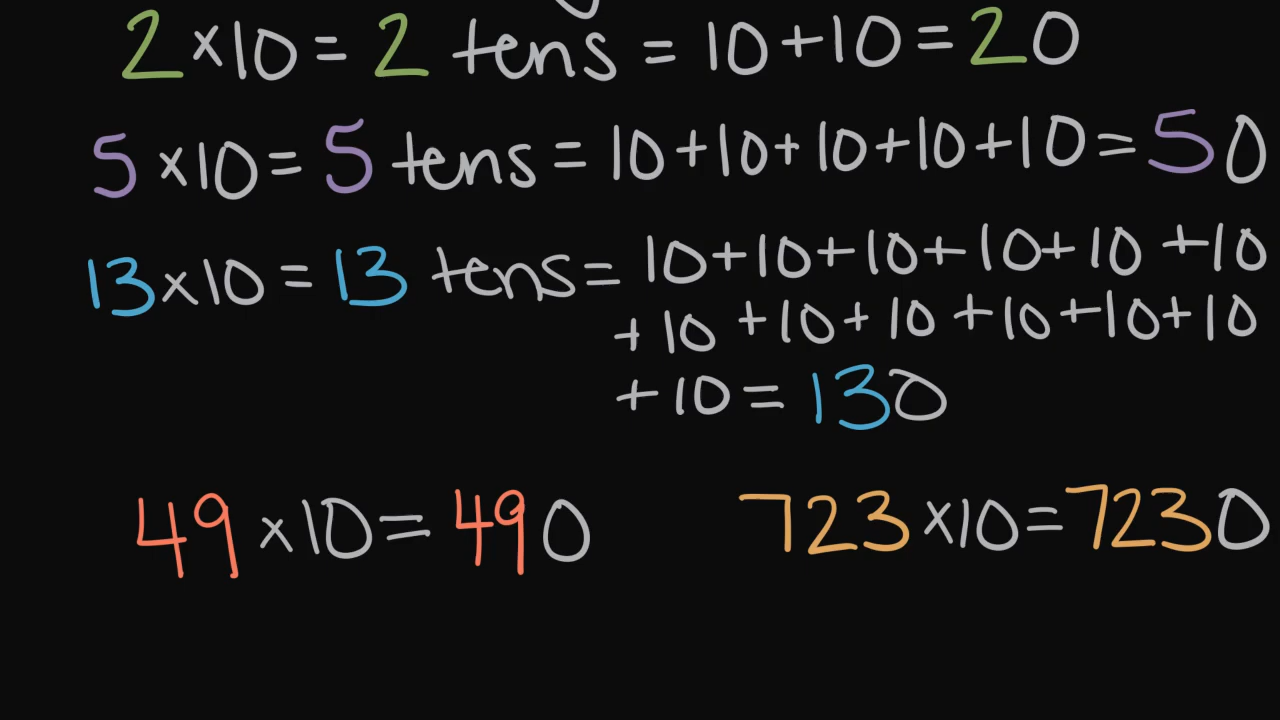 2 ×10 = 2 tens = 10+10 = 20
5 ×10 = 5 tens = 10+10+10+10+10 = 50
13×10 = 13 tens = 10+10+10+10+10+10
+10+10+10+10+10+10
+10 = 130
49×10 = 490
723×10 = 7230